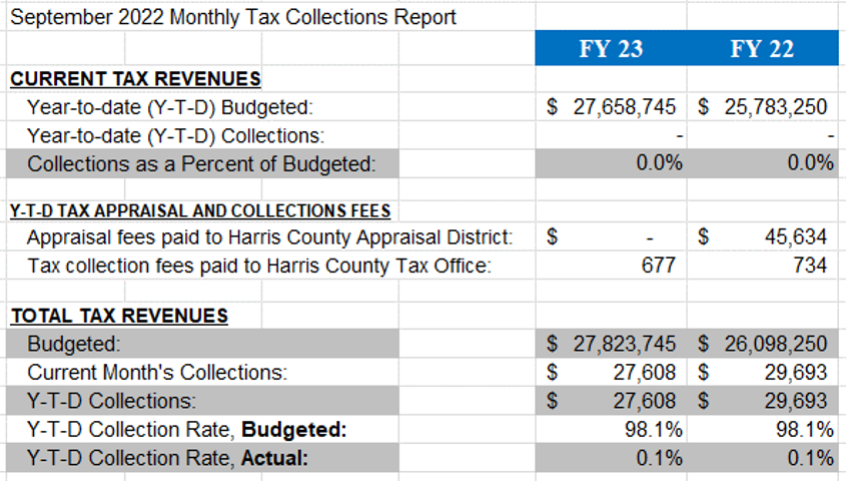 September 2022 Monthly Tax Collections Report
FY 23 FY 22
CURRENT TAX REVENUES
Year-to-date (Y-T-D) Budgeted: $ 27,658,745 $ 25,783,250
Year-to-date (Y-T-D) Collections: - -
Collections as a Percent of Budgeted: 0.0% 0.0%
Y-T-D TAX APPRAISAL AND COLLECTIONS FEES
Appraisal fees paid to Harris County Appraisal District: $ - $ 45,634
Tax collection fees paid to Harris County Tax Office: 677 734
TOTAL TAX REVENUES
Budgeted: $ 27,823,745 $ 26,098,250
Current Month's Collections: $ 27,608 $ 29,693
Y-T-D Collections: $ 27,608 $ 29,693
Y-T-D Collection Rate, Budgeted: 98.1% 98.1%
Y-T-D Collection Rate, Actual: 0.1% 0.1%